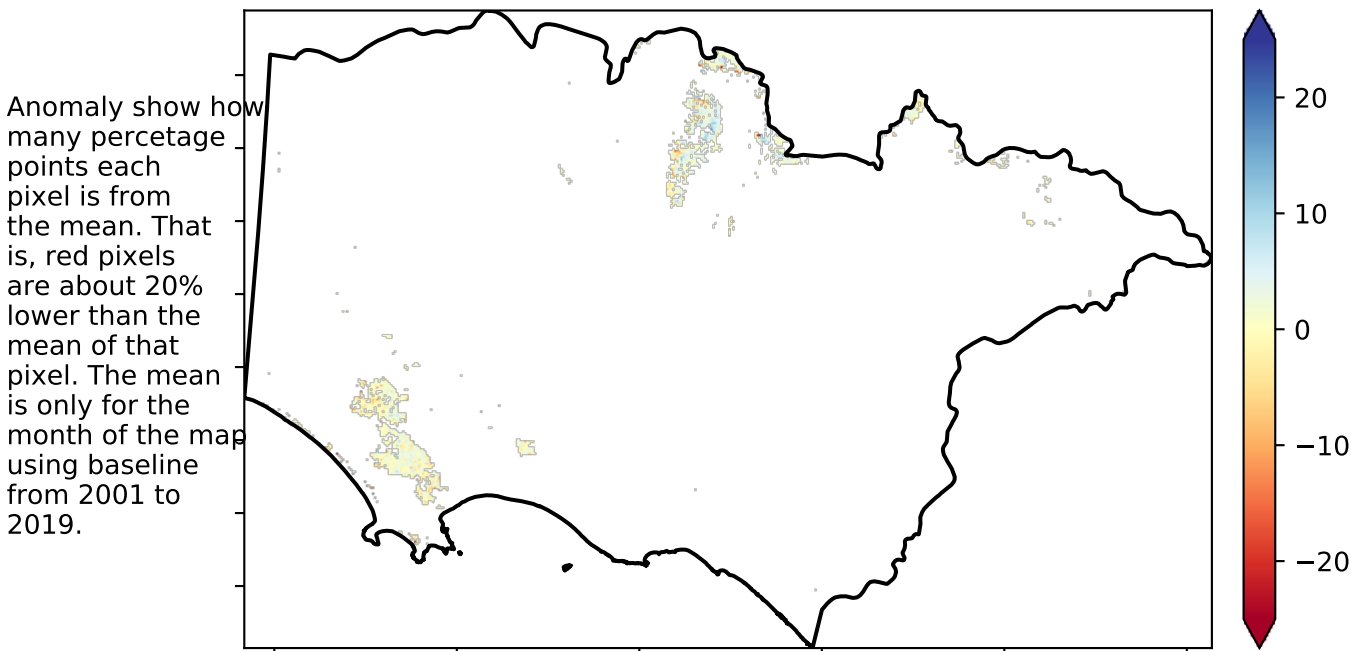 Anomaly show how
many percetage
points each
pixel is from
the mean. That
is, red pixels
are about 20%
lower than the
mean of that
pixel. The mean
is only for the
month of the map
using baseline
from 2001 to
2019.
20
10
0
−10
−20